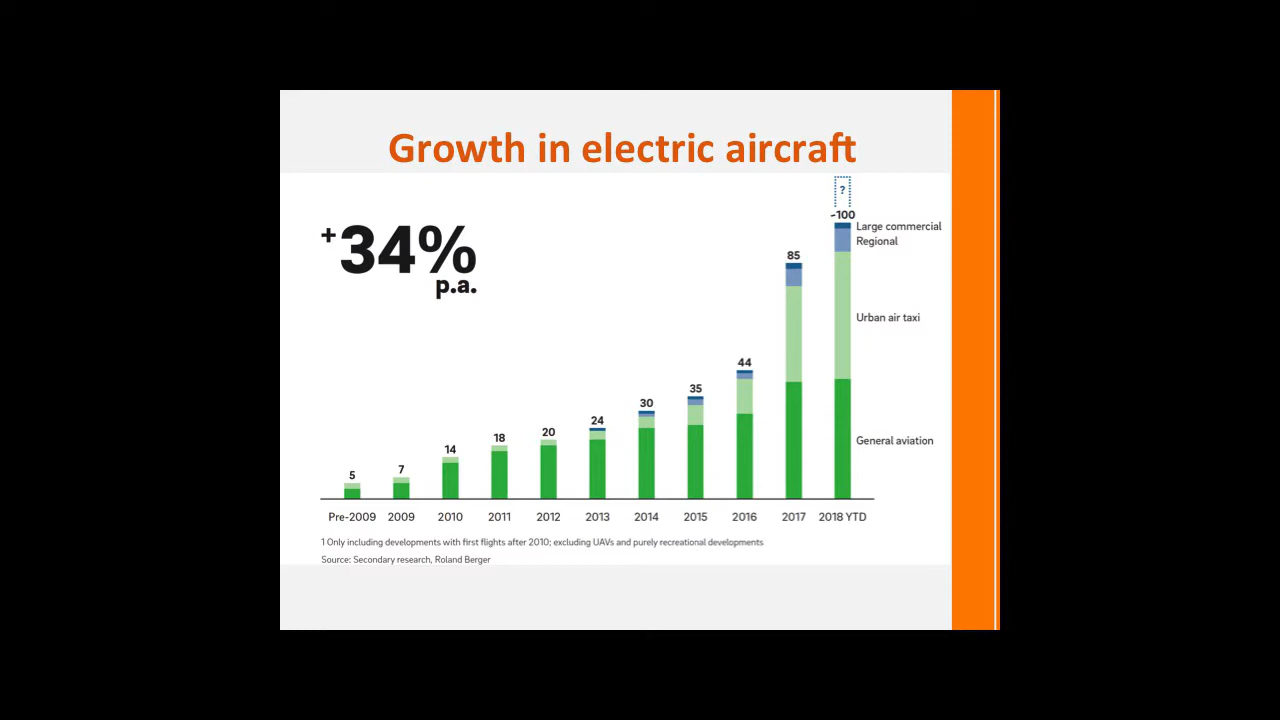 Growth in electric aircraft
+34%
p.a.
?
~100
Large commercial
Regional
85
Urban air taxi
44
35
30
24
20
18
14
7
5
General aviation
Pre-2009 2009 2010 2011 2012 2013 2014 2015 2016 2017 2018 YTD
1 Only including developments with first flights after 2010; excluding UAVs and purely recreational developments
Source: Secondary research, Roland Berger